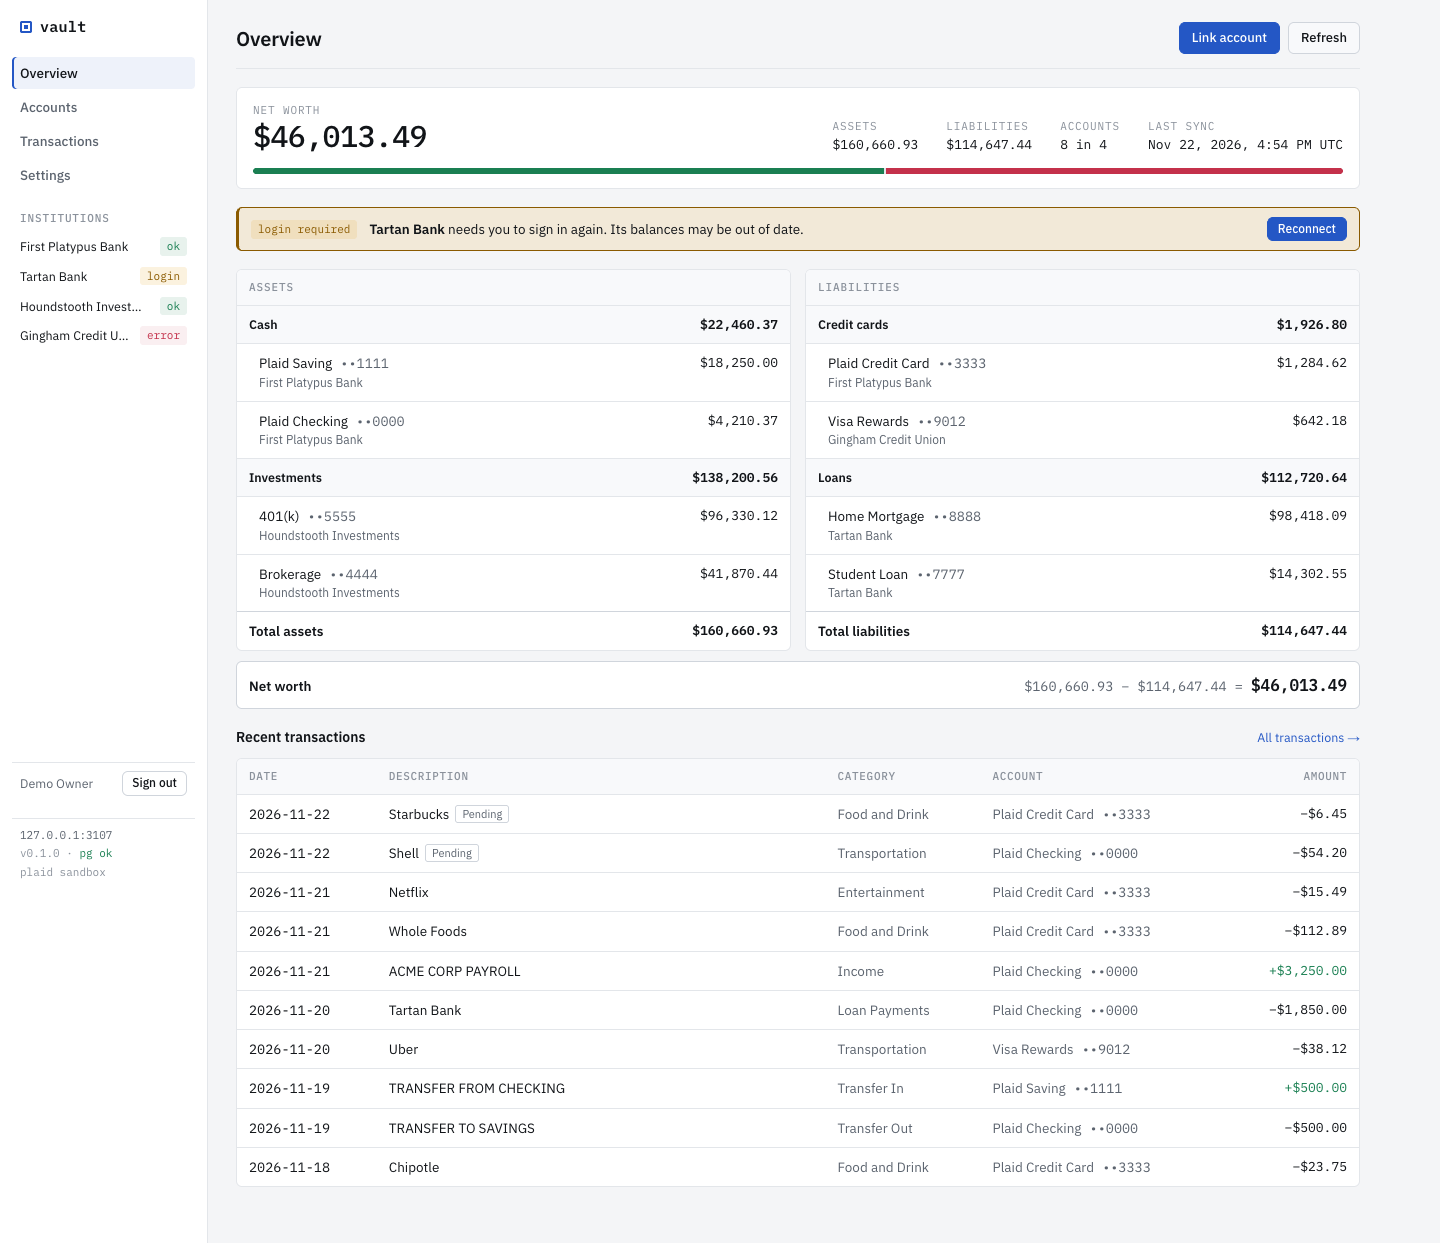 vault
Overview
Accounts
Transactions
Settings
INSTITUTIONS
First Platypus Bank ok
Tartan Bank login
Houndstooth Invest... ok
Gingham Credit U... error
Demo Owner Sign out
127.0.0.1:3107
v0.1.0 · pg ok
plaid sandbox
Overview Link account Refresh
NET WORTH
$46,013.49
ASSETS LIABILITIES ACCOUNTS LAST SYNC
$160,660.93 $114,647.44 8 in 4 Nov 22, 2026, 4:54 PM UTC
login required Tartan Bank needs you to sign in again. Its balances may be out of date. Reconnect
ASSETS
Cash $22,460.37
Plaid Saving ••1111 $18,250.00
First Platypus Bank
Plaid Checking ••0000 $4,210.37
First Platypus Bank
Investments $138,200.56
401(k) ••5555 $96,330.12
Houndstooth Investments
Brokerage ••4444 $41,870.44
Houndstooth Investments
Total assets $160,660.93
LIABILITIES
Credit cards $1,926.80
Plaid Credit Card ••3333 $1,284.62
First Platypus Bank
Visa Rewards ••9012 $642.18
Gingham Credit Union
Loans $112,720.64
Home Mortgage ••8888 $98,418.09
Tartan Bank
Student Loan ••7777 $14,302.55
Tartan Bank
Total liabilities $114,647.44
Net worth $160,660.93 − $114,647.44 = $46,013.49
Recent transactions All transactions →
DATE DESCRIPTION CATEGORY ACCOUNT AMOUNT
2026-11-22 Starbucks Pending Food and Drink Plaid Credit Card ••3333 −$6.45
2026-11-22 Shell Pending Transportation Plaid Checking ••0000 −$54.20
2026-11-21 Netflix Entertainment Plaid Credit Card ••3333 −$15.49
2026-11-21 Whole Foods Food and Drink Plaid Credit Card ••3333 −$112.89
2026-11-21 ACME CORP PAYROLL Income Plaid Checking ••0000 +$3,250.00
2026-11-20 Tartan Bank Loan Payments Plaid Checking ••0000 −$1,850.00
2026-11-20 Uber Transportation Visa Rewards ••9012 −$38.12
2026-11-19 TRANSFER FROM CHECKING Transfer In Plaid Saving ••1111 +$500.00
2026-11-19 TRANSFER TO SAVINGS Transfer Out Plaid Checking ••0000 −$500.00
2026-11-18 Chipotle Food and Drink Plaid Credit Card ••3333 −$23.75